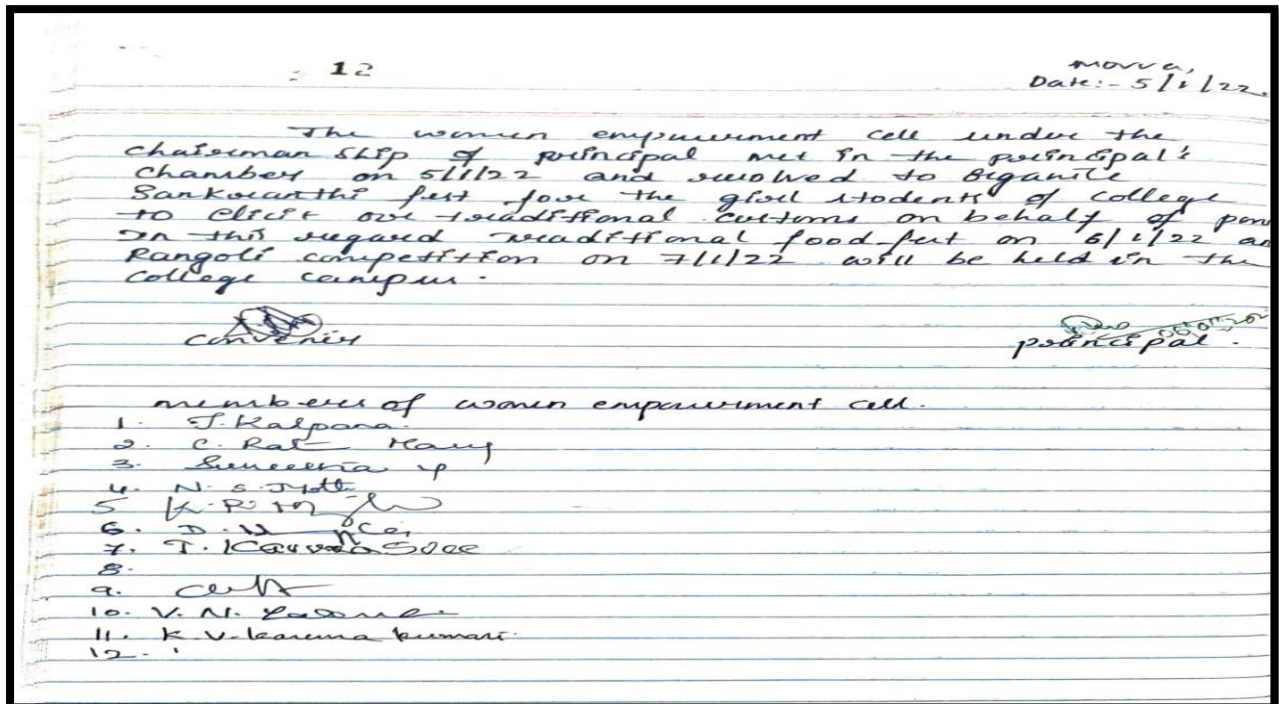 12
Movva,
Date:- 5/1/22.
The women empowerment cell under the
chairman ship of principal met in the principal's
chamber on 5/1/22 and resolved to organise
Sankranthi fest for the girl students of college
to elicit our traditional customs on behalf of
In this regard traditional food fest on 6/1/22
Rangoli competition on 7/1/22 will be held in the
college campus.
convener
principal.
members of women empowerment cell.
1. T. Kalpana.
2. C.
3.
4. N. S. Jyothi
5 K.
6. D.
7. T.
8.
9.
10. V. N.
11. K V. karuna kumari.
12.